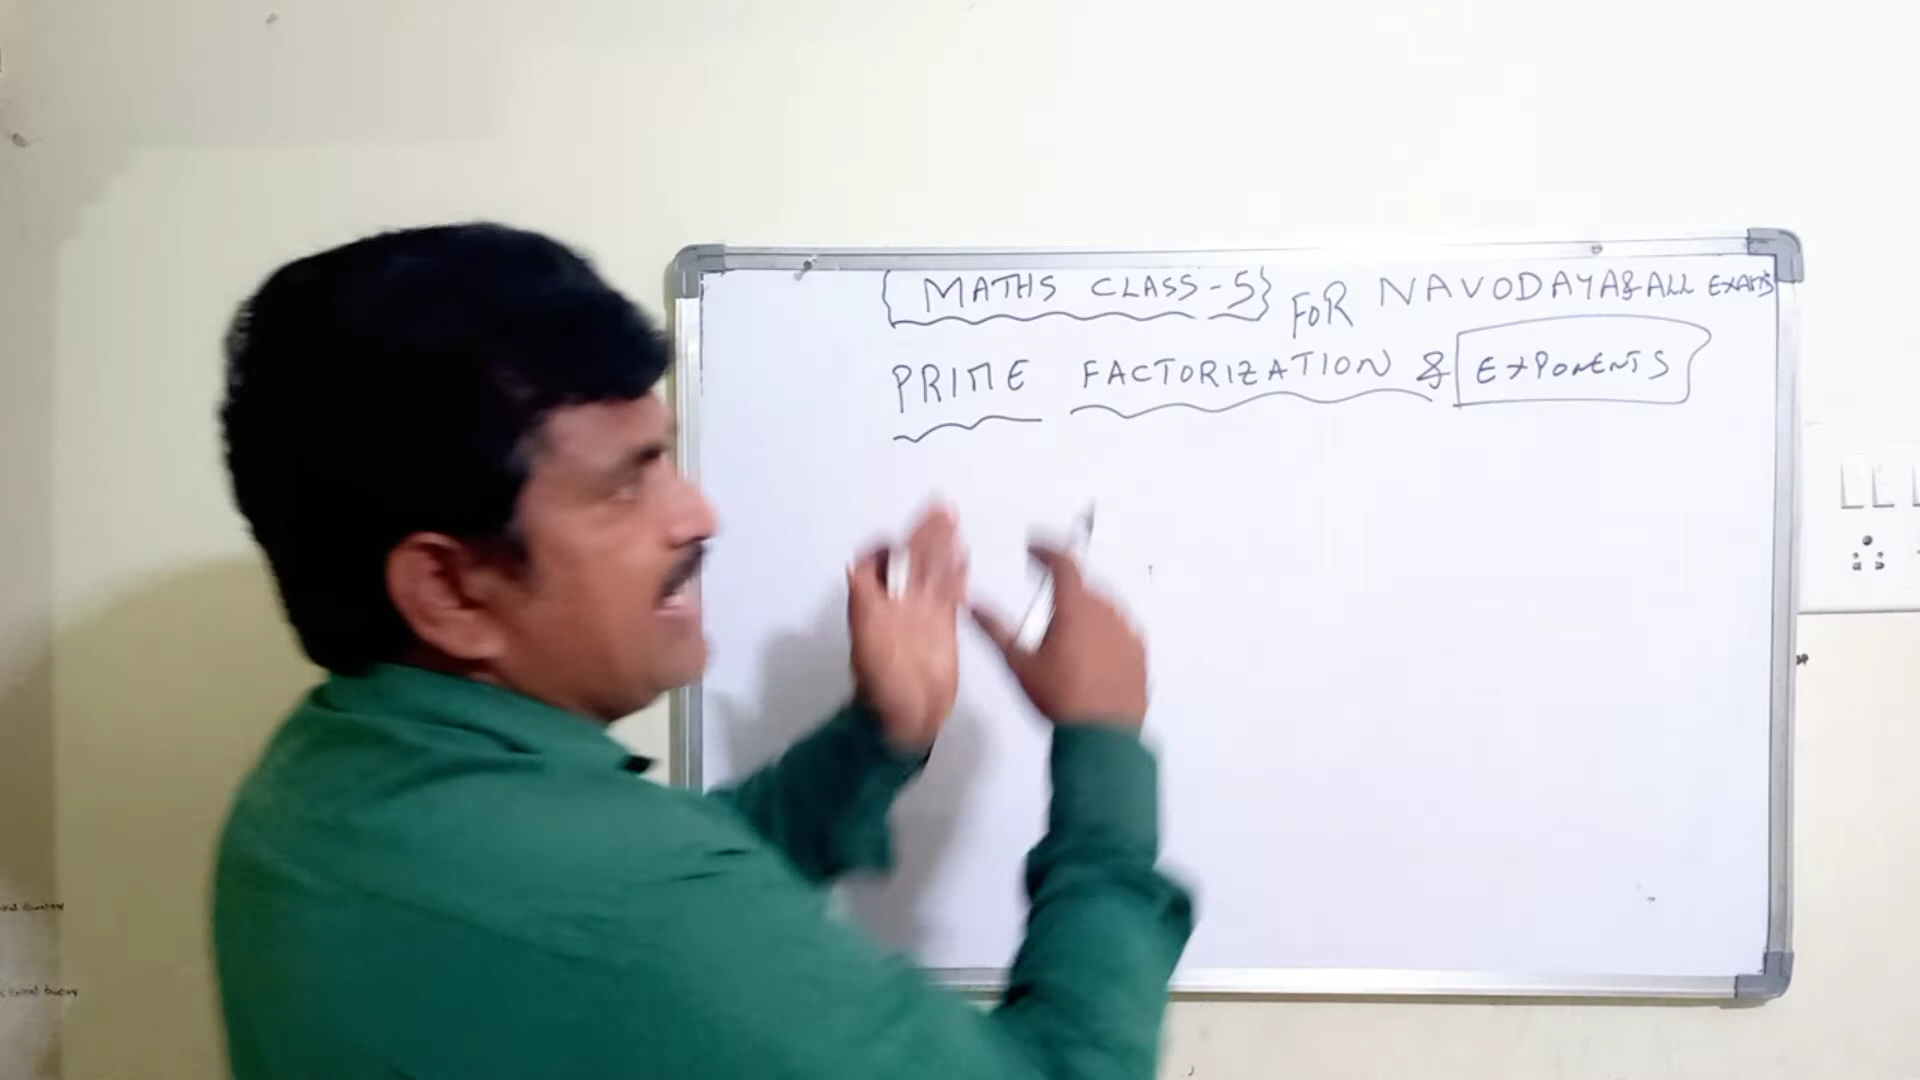 MATHS CLASS-5 FOR NAVODAYA & ALL EXAMS
PRIME FACTORIZATION & EXPONENTS